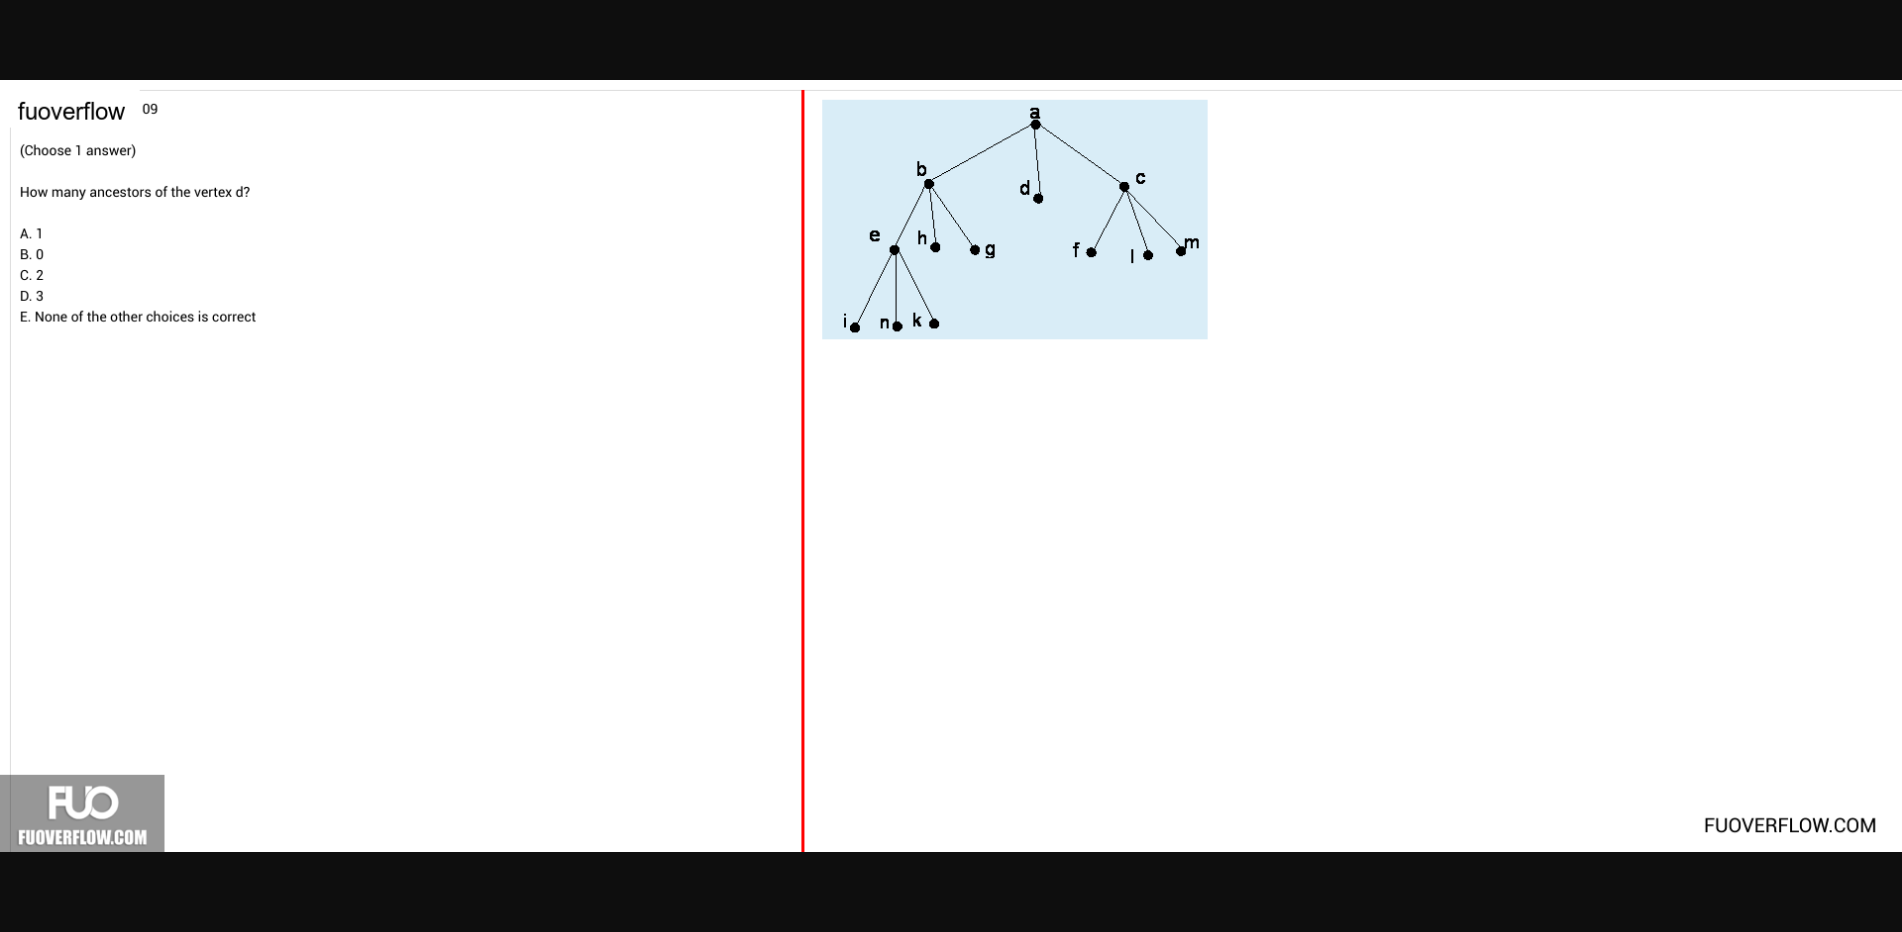 fuoverflow 09
(Choose 1 answer)
How many ancestors of the vertex d?
A. 1
B. 0
C. 2
D. 3
E. None of the other choices is correct
a
b
c
d
e
h
g
f
l
m
i
n
k
FUO
FUOVERFLOW.COM
FUOVERFLOW.COM